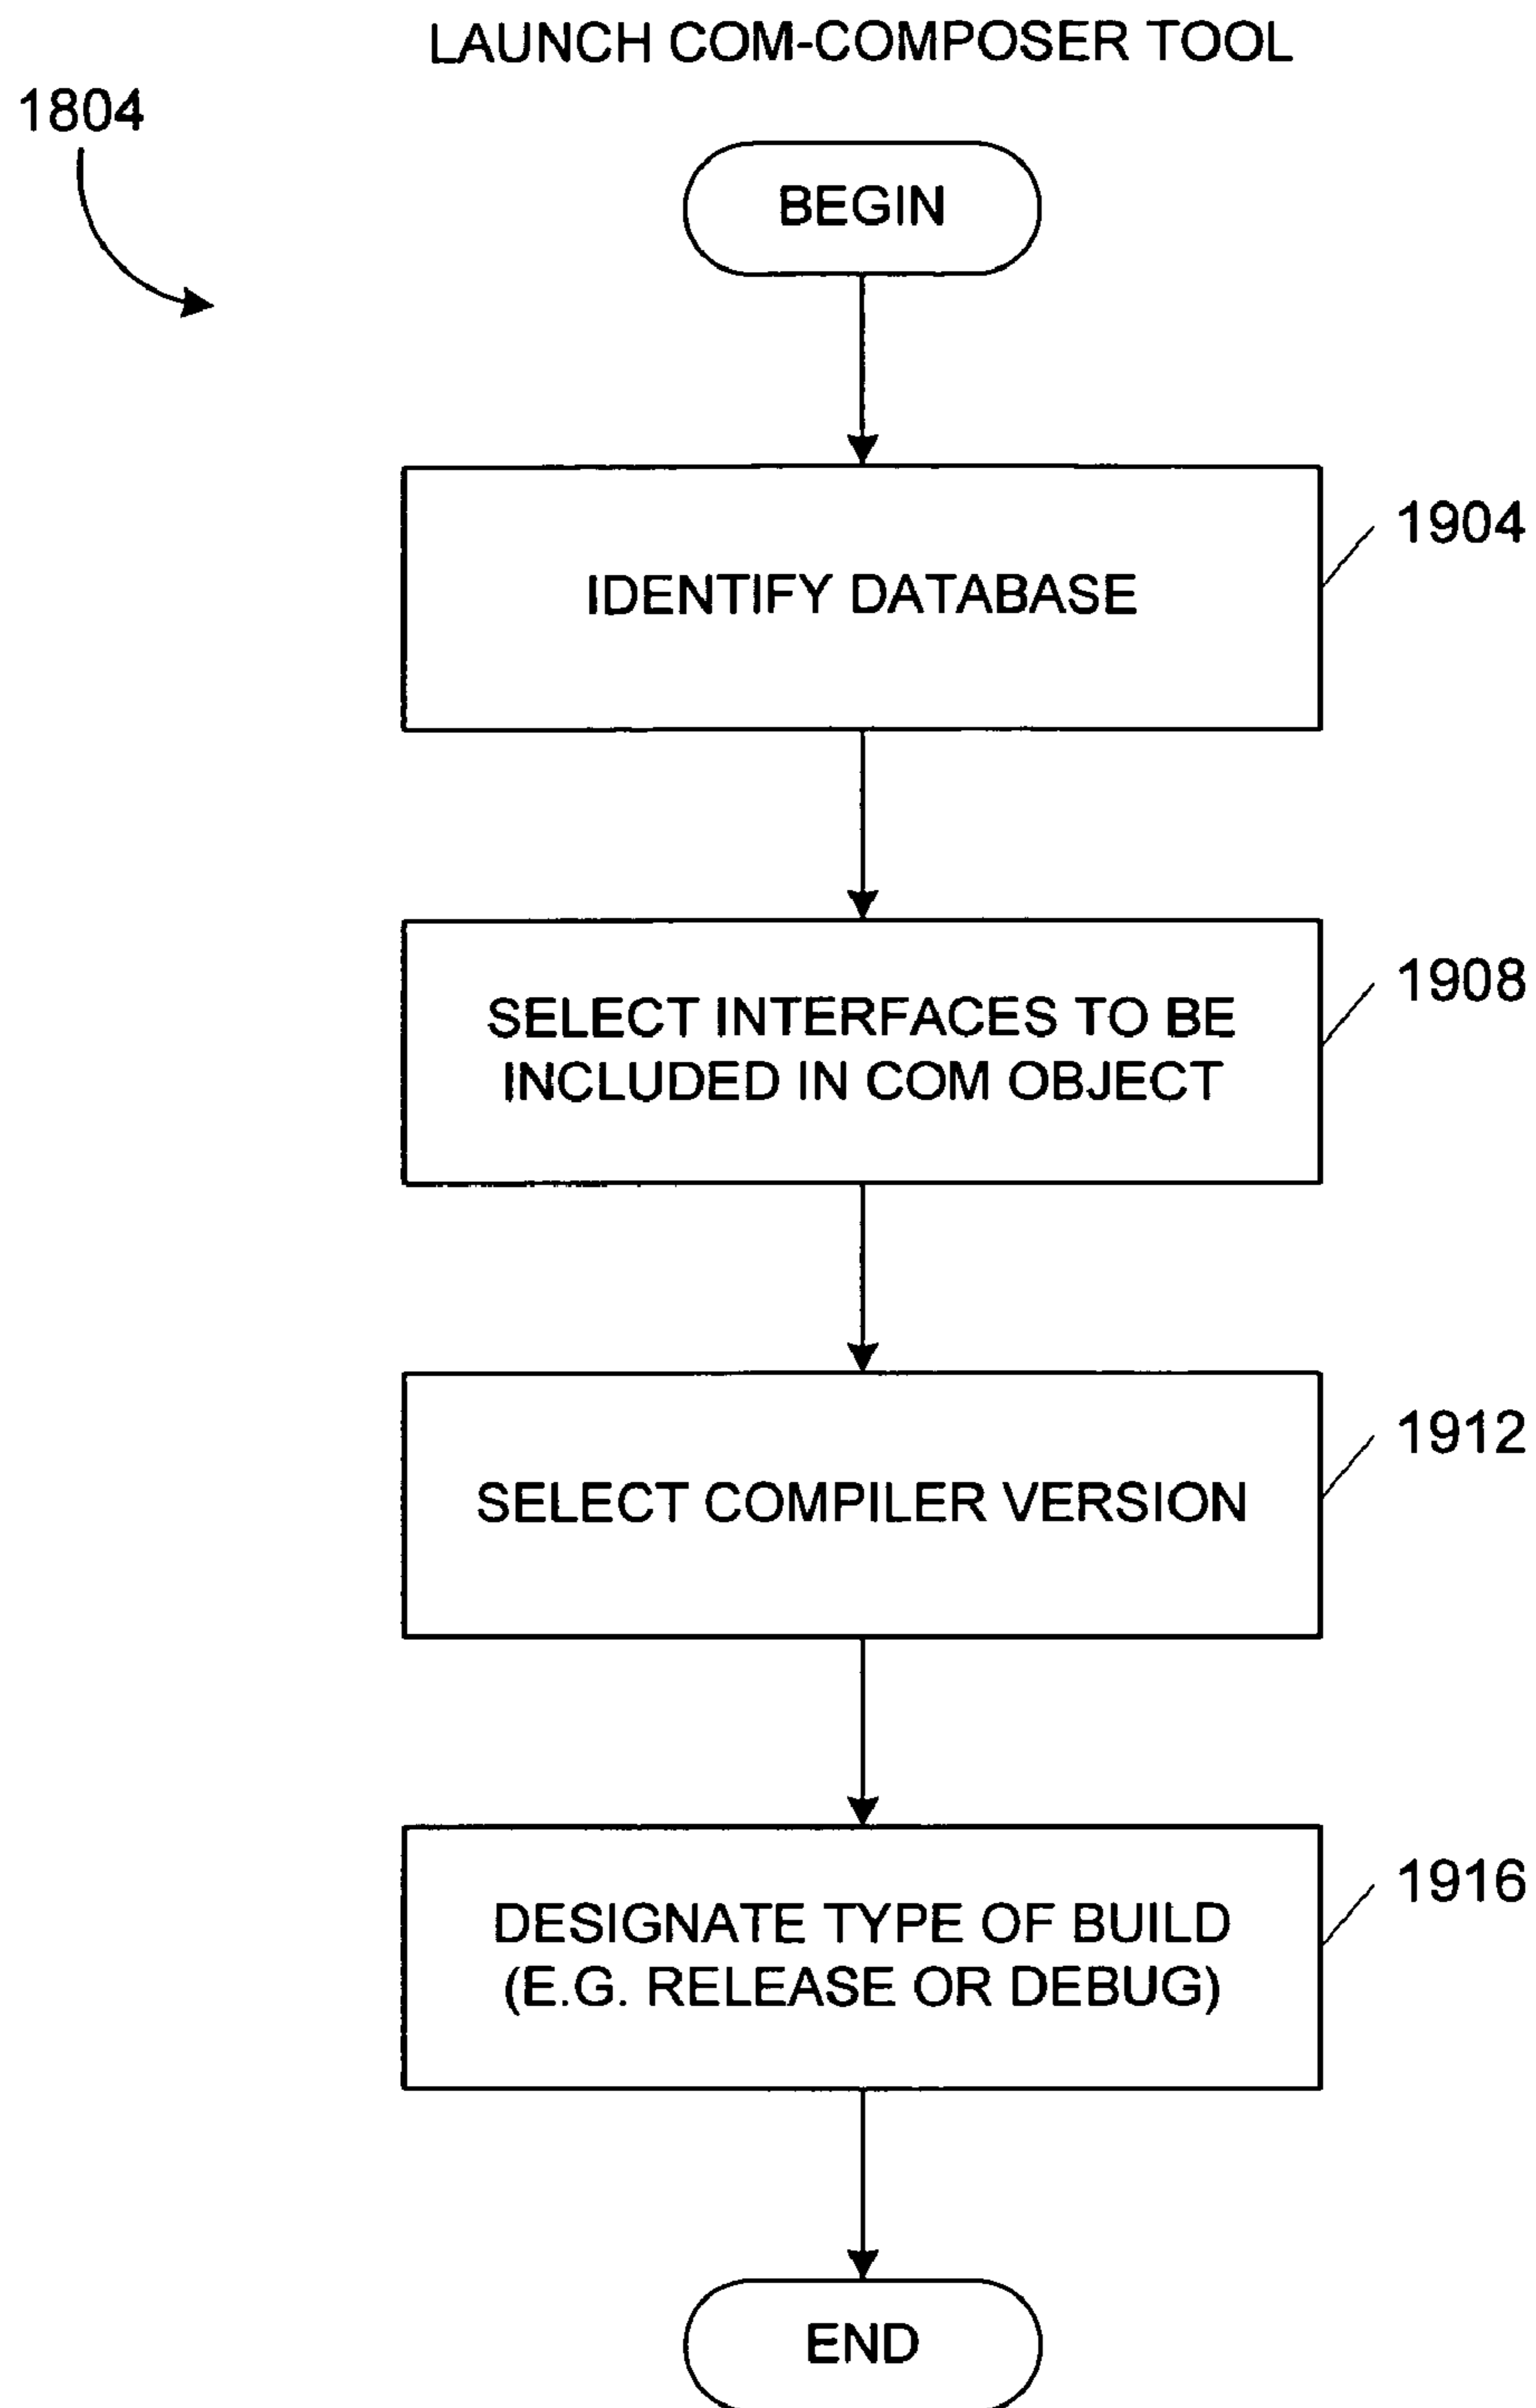 LAUNCH COM-COMPOSER TOOL
1804
BEGIN
IDENTIFY DATABASE
1904
SELECT INTERFACES TO BE
INCLUDED IN COM OBJECT
1908
SELECT COMPILER VERSION
1912
DESIGNATE TYPE OF BUILD
(E.G. RELEASE OR DEBUG)
1916
END